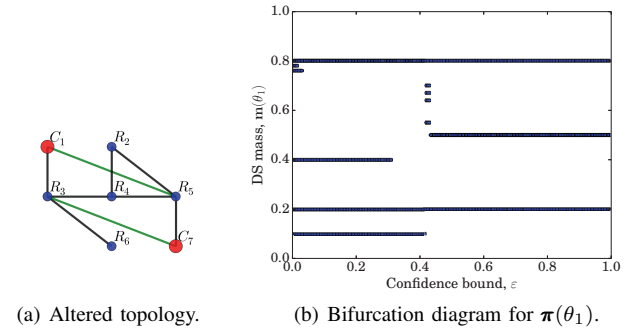 C1
R2
R3
R4
R5
R6
C7
(a) Altered topology.
1.0
0.8
0.6
0.4
0.2
0.0
DS mass, m(θ1)
0.0 0.2 0.4 0.6 0.8 1.0
Confidence bound, ε
(b) Bifurcation diagram for π(θ1).